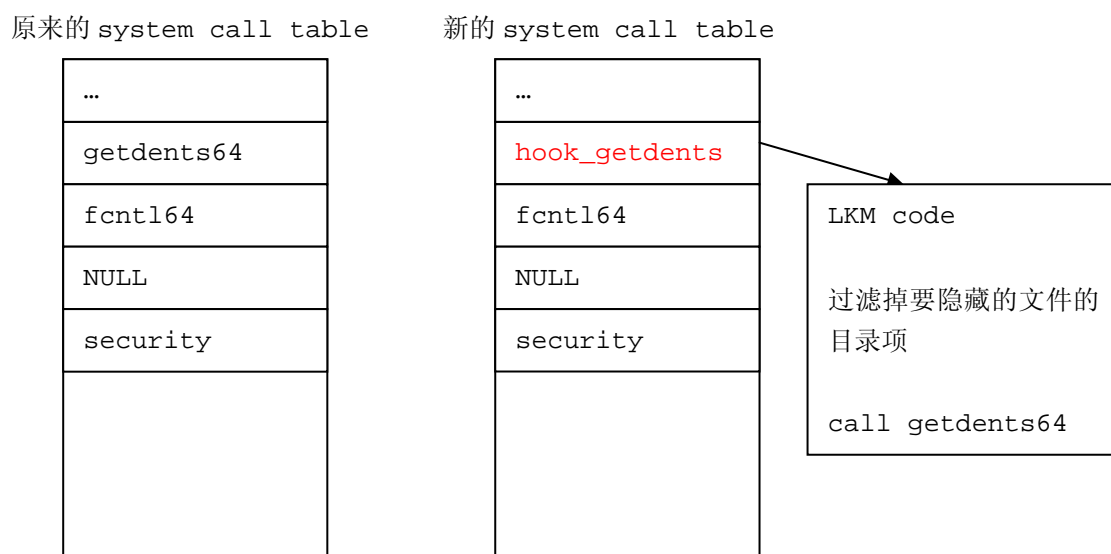 原来的 system call table
新的 system call table
…
getdents64
fcntl64
NULL
security
…
hook_getdents
fcntl64
NULL
security
LKM code
过滤掉要隐藏的文件的
目录项
call getdents64